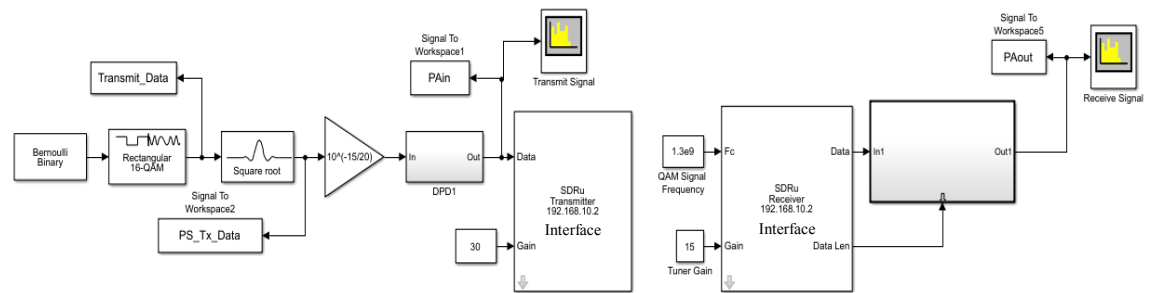 Signal To
Workspace1
PAin
Transmit Signal
Transmit_Data
Bernoulli
Binary
Rectangular
16-QAM
Square root
10^(-15/20)
In
Out
DPD1
Signal To
Workspace2
PS_Tx_Data
Data
SDRu
Transmitter
192.168.10.2
Interface
30
Gain
Signal To
Workspace5
PAout
Receive Signal
1.3e9
QAM Signal
Frequency
Fc
15
Tuner Gain
Gain
SDRu
Receiver
192.168.10.2
Interface
Data
Data Len
In1
Out1